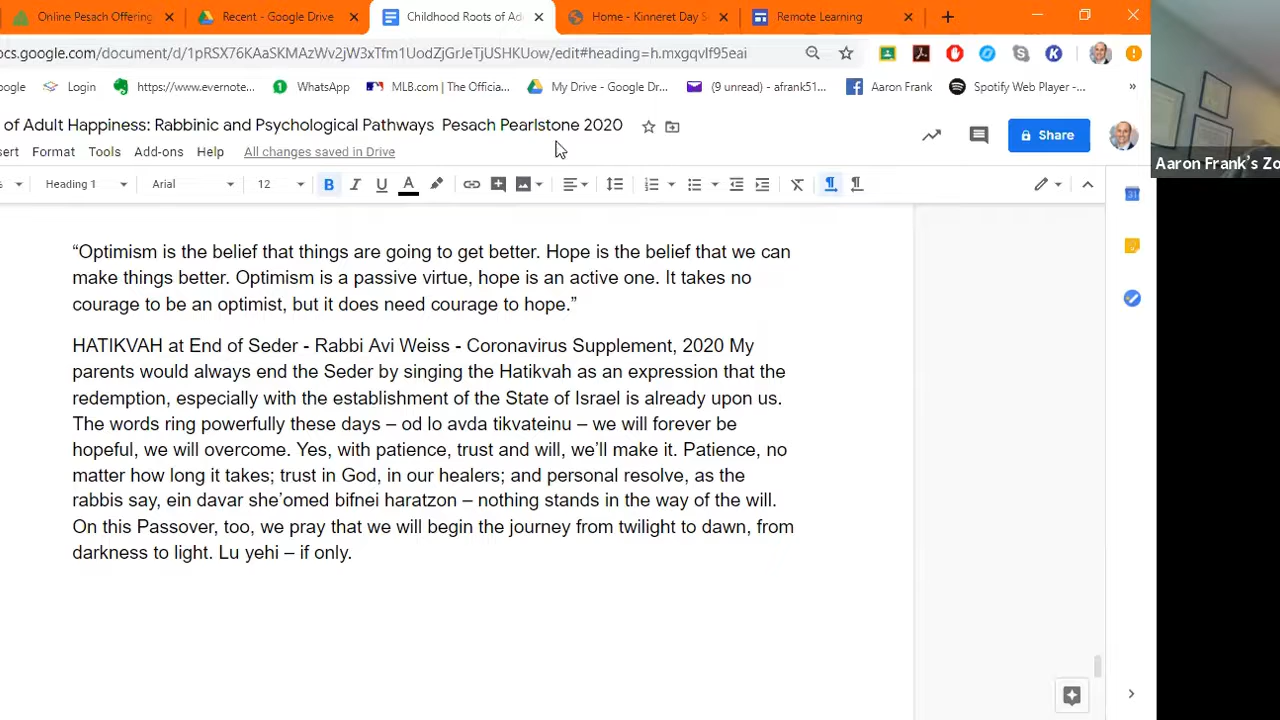 Online Pesach Offering
Recent - Google Drive
Childhood Roots of Ad
Home - Kinneret Day S
Remote Learning
ocs.google.com/document/d/1pRSX76KAaSKMAzWv2jW3xTfm1UodZjGrJeTjUSHKUow/edit#heading=h.mxgqvlf95eai
oogle
Login
http://www.evernote...
WhatsApp
MLB.com | The Officia...
My Drive - Google Dr...
(9 unread) - afrank51...
Aaron Frank
Spotify Web Player -...
of Adult Happiness: Rabbinic and Psychological Pathways Pesach Pearlstone 2020
Share
Aaron Frank's Zo
sert Format Tools Add-ons Help All changes saved in Drive
% Heading 1 Arial 12 B I U A
“Optimism is the belief that things are going to get better. Hope is the belief that we can
make things better. Optimism is a passive virtue, hope is an active one. It takes no
courage to be an optimist, but it does need courage to hope.”
HATIKVAH at End of Seder - Rabbi Avi Weiss - Coronavirus Supplement, 2020 My
parents would always end the Seder by singing the Hatikvah as an expression that the
redemption, especially with the establishment of the State of Israel is already upon us.
The words ring powerfully these days – od lo avda tikvateinu – we will forever be
hopeful, we will overcome. Yes, with patience, trust and will, we’ll make it. Patience, no
matter how long it takes; trust in God, in our healers; and personal resolve, as the
rabbis say, ein davar she’omed bifnei haratzon – nothing stands in the way of the will.
On this Passover, too, we pray that we will begin the journey from twilight to dawn, from
darkness to light. Lu yehi – if only.